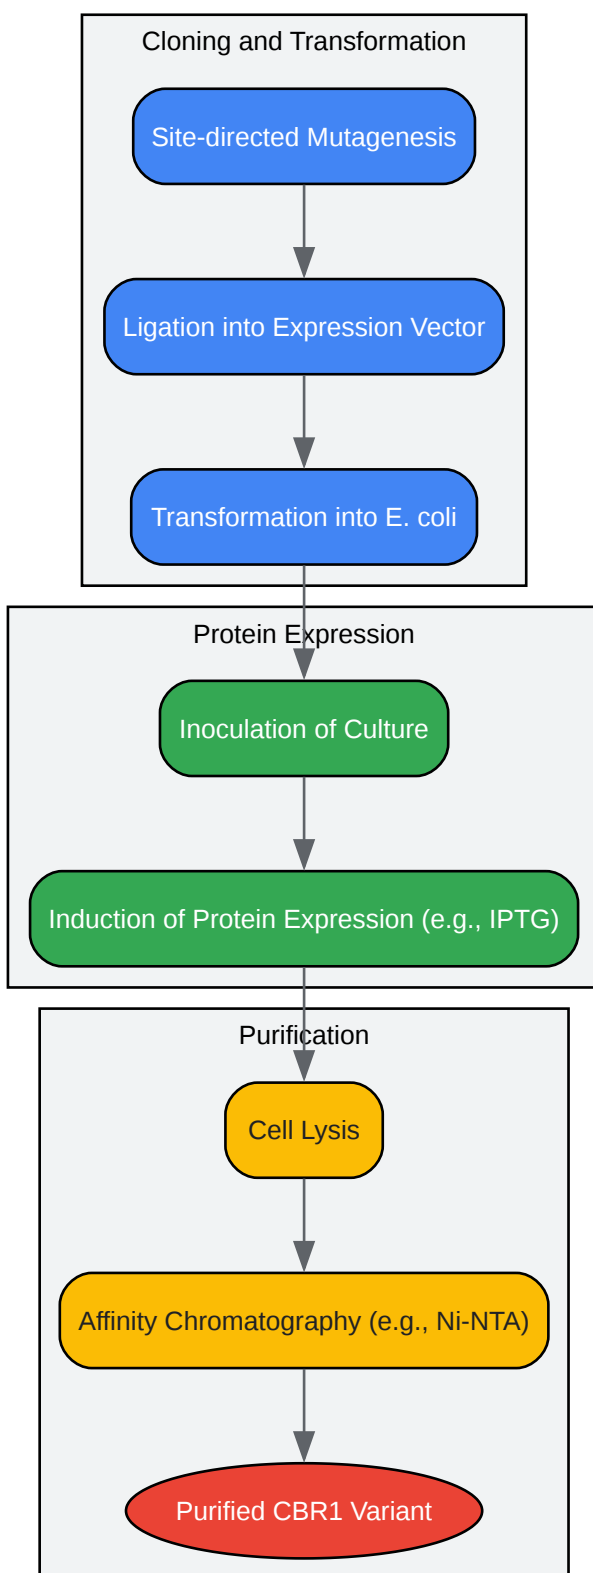 Cloning and Transformation
Site-directed Mutagenesis
Ligation into Expression Vector
Transformation into E. coli
Protein Expression
Inoculation of Culture
Induction of Protein Expression (e.g., IPTG)
Purification
Cell Lysis
Affinity Chromatography (e.g., Ni-NTA)
Purified CBR1 Variant